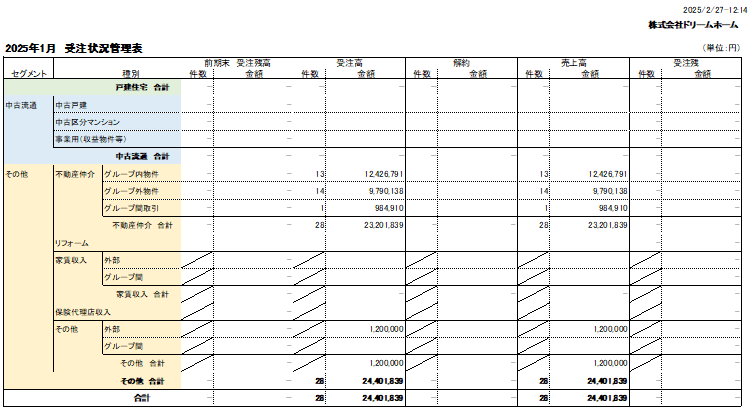 2025/2/27-12:14
株式会社ドリームホーム
2025年1月 受注状況管理表
(単位:円)
前期末 受注残高 受注高 解約 売上高 受注残
セグメント 種別 件数 金額 件数 金額 件数 金額 件数 金額 件数 金額
戸建住宅 合計 - - - - - - - - - -
中古流通 中古戸建 - - - - - - - - - -
中古区分マンション - - - - - - - - - -
事業用(収益物件等) - - - - - - - - - -
中古流通 合計 - - - - - - - - - -
その他 不動産仲介 グループ内物件 - - 13 12,426,791 - - 13 12,426,791 - -
グループ外物件 - - 14 9,790,138 - - 14 9,790,138 - -
グループ間取引 - - 1 984,910 - - 1 984,910 - -
不動産仲介 合計 - - 28 23,201,839 - - 28 23,201,839 - -
リフォーム - - - - - - - - - -
家賃収入 外部 - - - - -
グループ間 - - - - -
家賃収入 合計 - - - - -
保険代理店収入 - - - - -
その他 外部 - 1,200,000 - 1,200,000 -
グループ間 - - - - -
その他 合計 - 1,200,000 - 1,200,000 -
その他 合計 - - 28 24,401,839 - - 28 24,401,839 - -
合計 - - 28 24,401,839 - - 28 24,401,839 - -